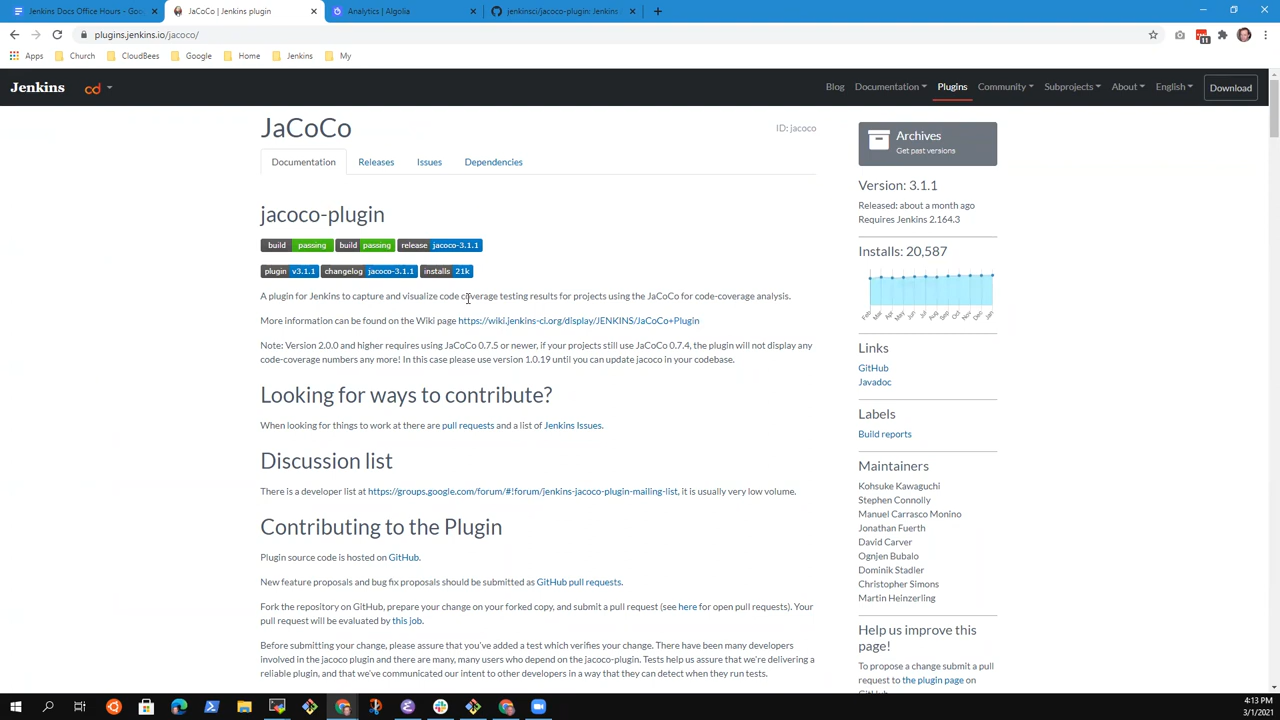 Jenkins Docs Office Hours - Goo
JaCoCo | Jenkins plugin
Analytics | Algolia
jenkinsci/jacoco-plugin: Jenkins
plugins.jenkins.io/jacoco/
11
Apps
Church
CloudBees
Google
Home
Jenkins
My
Jenkins
cd
Blog
Documentation
Plugins
Community
Subprojects
About
English
Download
JaCoCo
ID: jacoco
Documentation
Releases
Issues
Dependencies
jacoco-plugin
build passing build passing release jacoco-3.1.1
plugin v3.1.1 changelog jacoco-3.1.1 installs 21k
A plugin for Jenkins to capture and visualize code coverage testing results for projects using the JaCoCo for code-coverage analysis.
More information can be found on the Wiki page https://wiki.jenkins-ci.org/display/JENKINS/JaCoCo+Plugin
Note: Version 2.0.0 and higher requires using JaCoCo 0.7.5 or newer, if your projects still use JaCoCo 0.7.4, the plugin will not display any
code-coverage numbers any more! In this case please use version 1.0.19 until you can update jacoco in your codebase.
Looking for ways to contribute?
When looking for things to work at there are pull requests and a list of Jenkins Issues.
Discussion list
There is a developer list at https://groups.google.com/forum/#!forum/jenkins-jacoco-plugin-mailing-list, it is usually very low volume.
Contributing to the Plugin
Plugin source code is hosted on GitHub.
New feature proposals and bug fix proposals should be submitted as GitHub pull requests.
Fork the repository on GitHub, prepare your change on your forked copy, and submit a pull request (see here for open pull requests). Your
pull request will be evaluated by this job.
Before submitting your change, please assure that you've added a test which verifies your change. There have been many developers
involved in the jacoco plugin and there are many, many users who depend on the jacoco-plugin. Tests help us assure that we're delivering a
reliable plugin, and that we've communicated our intent to other developers in a way that they can detect when they run tests.
Archives
Get past versions
Version: 3.1.1
Released: about a month ago
Requires Jenkins 2.164.3
Installs: 20,587
Feb Mar Apr May Jun Jul Aug Sep Oct Nov Dec Jan
Links
GitHub
Javadoc
Labels
Build reports
Maintainers
Kohsuke Kawaguchi
Stephen Connolly
Manuel Carrasco Monino
Jonathan Fuerth
David Carver
Ognjen Bubalo
Dominik Stadler
Christopher Simons
Martin Heinzerling
Help us improve this
page!
To propose a change submit a pull
request to the plugin page on
GitHub
4:13 PM
3/1/2021